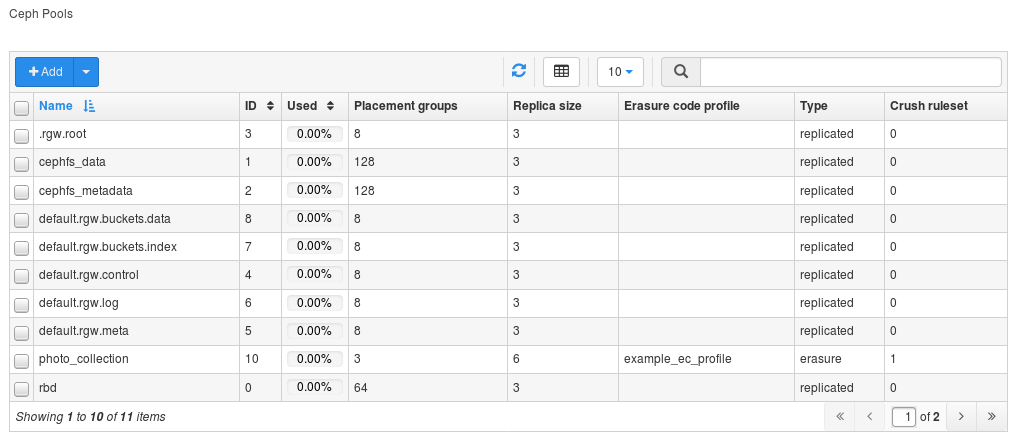 Ceph Pools
Add 10
Name ID Used Placement groups Replica size Erasure code profile Type Crush ruleset
.rgw.root 3 0.00% 8 3 replicated 0
cephfs_data 1 0.00% 128 3 replicated 0
cephfs_metadata 2 0.00% 128 3 replicated 0
default.rgw.buckets.data 8 0.00% 8 3 replicated 0
default.rgw.buckets.index 7 0.00% 8 3 replicated 0
default.rgw.control 4 0.00% 8 3 replicated 0
default.rgw.log 6 0.00% 8 3 replicated 0
default.rgw.meta 5 0.00% 8 3 replicated 0
photo_collection 10 0.00% 3 6 example_ec_profile erasure 1
rbd 0 0.00% 64 3 replicated 0
Showing 1 to 10 of 11 items « ‹ 1 of 2 › »